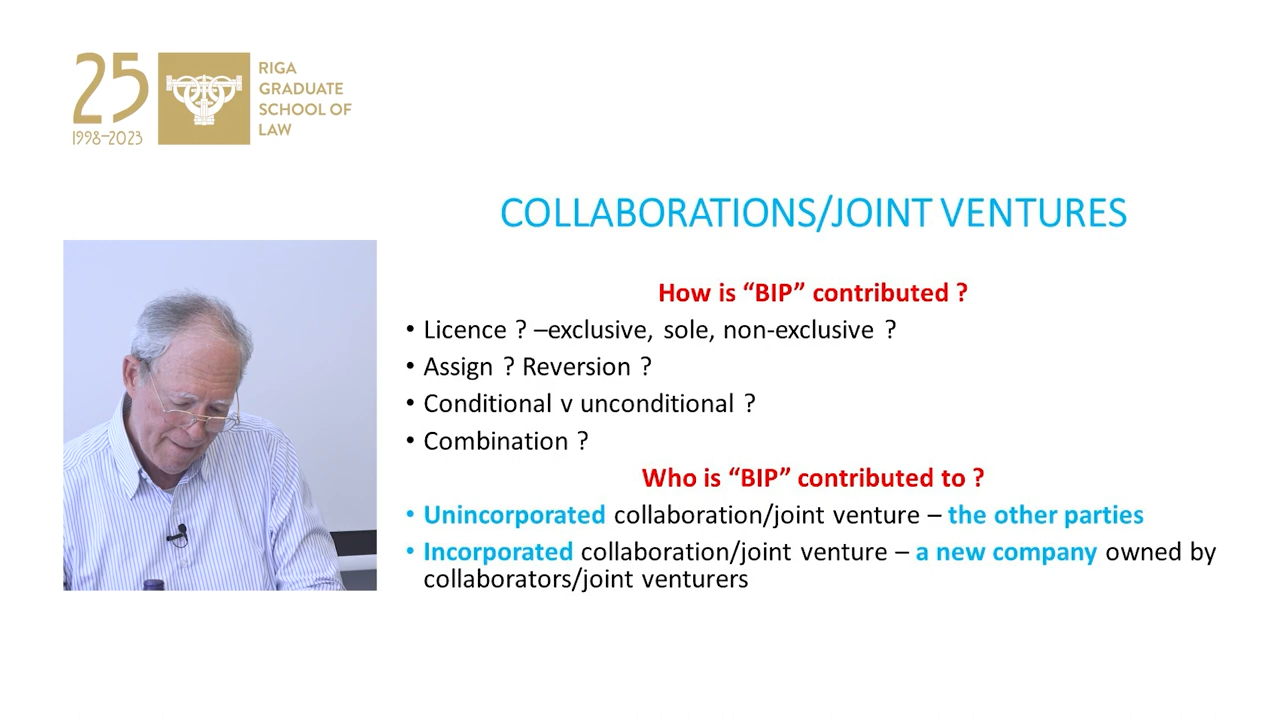 25
1998–2023
RIGA
GRADUATE
SCHOOL OF
LAW
COLLABORATIONS/JOINT VENTURES
How is “BIP” contributed ?
• Licence ? –exclusive, sole, non-exclusive ?
• Assign ? Reversion ?
• Conditional v unconditional ?
• Combination ?
Who is “BIP” contributed to ?
• Unincorporated collaboration/joint venture – the other parties
• Incorporated collaboration/joint venture – a new company owned by
collaborators/joint venturers